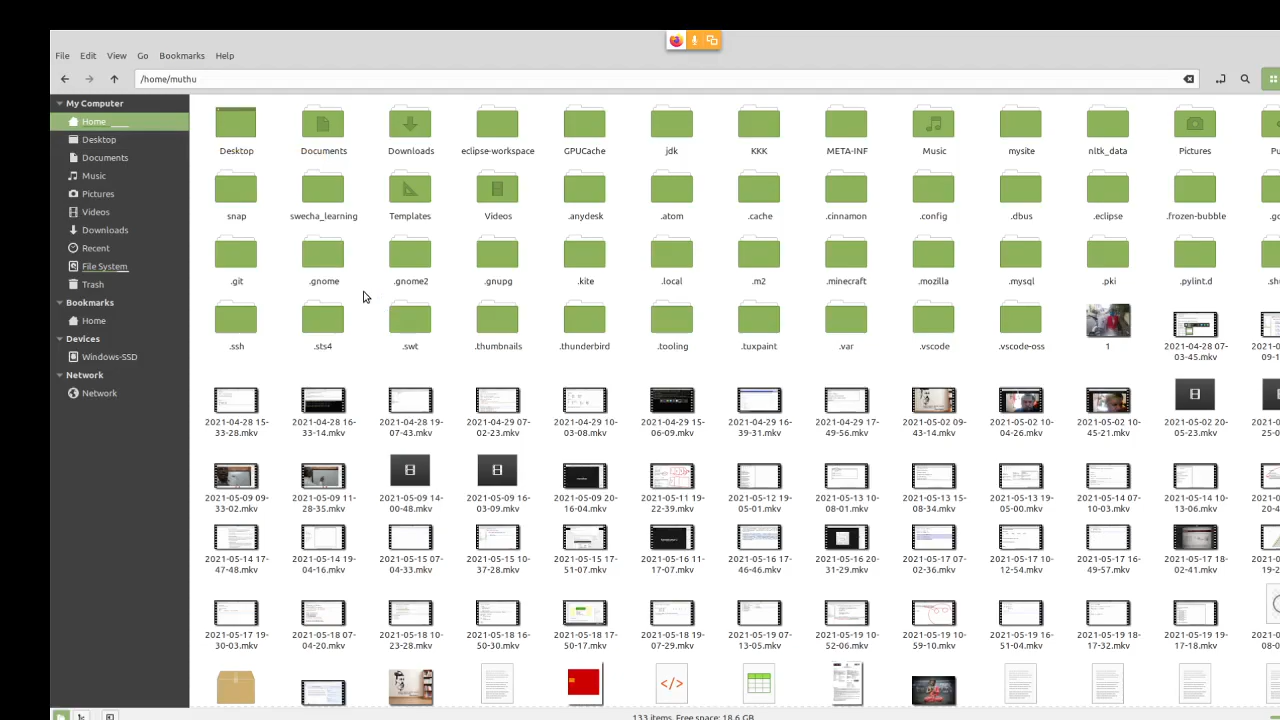 File Edit View Go Bookmarks Help
/home/muthu
My Computer
Home
Desktop
Documents
Music
Pictures
Videos
Downloads
Recent
File System
Trash
Bookmarks
Home
Devices
Windows-SSD
Network
Network
Desktop Documents Downloads eclipse-workspace GPUCache jdk KKK META-INF Music mysite nltk_data Pictures Pu
snap swecha_learning Templates Videos .anydesk .atom .cache .cinnamon .config .dbus .eclipse .frozen-bubble .go
.git .gnome .gnome2 .gnupg .kite .local .m2 .minecraft .mozilla .mysql .pki .pylint.d .sh
.ssh .sts4 .swt .thumbnails .thunderbird .tooling .tuxpaint .var .vscode .vscode-oss 1 2021-04-28 07- 2021-
03-45.mkv 09-1
2021-04-28 15- 2021-04-28 16- 2021-04-28 19- 2021-04-29 07- 2021-04-29 10- 2021-04-29 15- 2021-04-29 16- 2021-04-29 17- 2021-05-02 09- 2021-05-02 10- 2021-05-02 10- 2021-05-02 20- 2021-
33-28.mkv 33-14.mkv 07-43.mkv 02-23.mkv 03-08.mkv 06-09.mkv 39-31.mkv 49-56.mkv 43-14.mkv 04-26.mkv 45-21.mkv 05-23.mkv 25-0
2021-05-09 09- 2021-05-09 11- 2021-05-09 14- 2021-05-09 16- 2021-05-09 20- 2021-05-11 19- 2021-05-12 19- 2021-05-13 10- 2021-05-13 15- 2021-05-13 19- 2021-05-14 07- 2021-05-14 10- 2021-
33-02.mkv 28-35.mkv 00-48.mkv 03-09.mkv 16-04.mkv 22-39.mkv 05-01.mkv 08-01.mkv 08-34.mkv 05-00.mkv 10-03.mkv 13-06.mkv 20-4
2021-05-14 17- 2021-05-14 19- 2021-05-15 07- 2021-05-15 10- 2021-05-15 17- 2021-05-16 11- 2021-05-16 17- 2021-05-16 20- 2021-05-17 07- 2021-05-17 10- 2021-05-17 16- 2021-05-17 18- 2021-
47-48.mkv 04-16.mkv 04-33.mkv 37-28.mkv 51-07.mkv 17-07.mkv 46-46.mkv 31-29.mkv 02-36.mkv 12-54.mkv 49-57.mkv 02-41.mkv 19-2
2021-05-17 19- 2021-05-18 07- 2021-05-18 10- 2021-05-18 16- 2021-05-18 17- 2021-05-18 19- 2021-05-19 07- 2021-05-19 10- 2021-05-19 10- 2021-05-19 16- 2021-05-19 18- 2021-05-19 19- 2021-
30-03.mkv 04-20.mkv 23-28.mkv 50-30.mkv 50-17.mkv 07-29.mkv 13-05.mkv 52-06.mkv 59-10.mkv 51-04.mkv 17-32.mkv 17-18.mkv 08-0
133 items, Free space: 18.6 GB